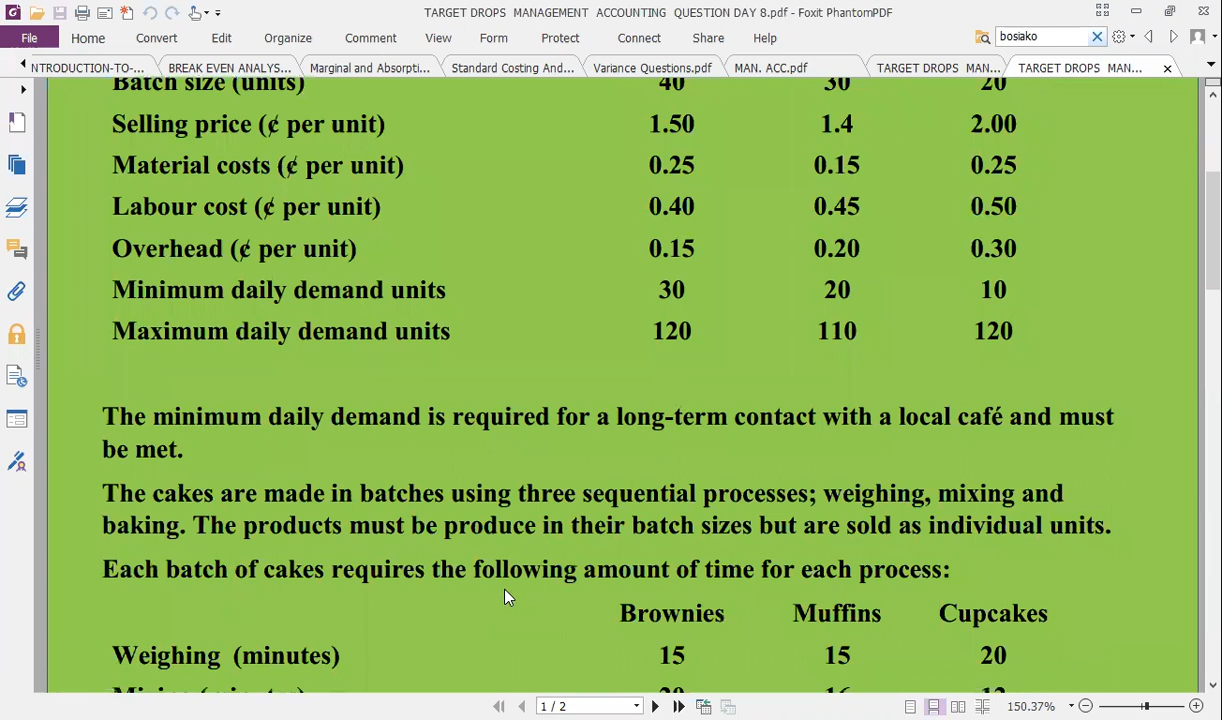 TARGET DROPS MANAGEMENT ACCOUNTING QUESTION DAY 8.pdf - Foxit PhantomPDF
File Home Convert Edit Organize Comment View Form Protect Connect Share Help bosiako
NTRODUCTION-TO-... BREAK EVEN ANALYS... Marginal and Absorpti... Standard Costing And... Variance Questions.pdf MAN. ACC.pdf TARGET DROPS MAN... TARGET DROPS MAN...
Batch size (units) 40 30 20
Selling price (¢ per unit) 1.50 1.4 2.00
Material costs (¢ per unit) 0.25 0.15 0.25
Labour cost (¢ per unit) 0.40 0.45 0.50
Overhead (¢ per unit) 0.15 0.20 0.30
Minimum daily demand units 30 20 10
Maximum daily demand units 120 110 120
The minimum daily demand is required for a long-term contact with a local café and must
be met.
The cakes are made in batches using three sequential processes; weighing, mixing and
baking. The products must be produce in their batch sizes but are sold as individual units.
Each batch of cakes requires the following amount of time for each process:
Brownies Muffins Cupcakes
Weighing (minutes) 15 15 20
1 / 2 150.37%